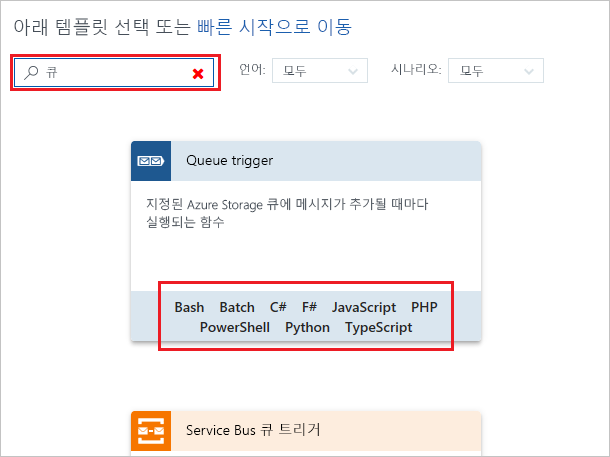 아래 템플릿 선택 또는 빠른 시작으로 이동
큐 언어: 모두 시나리오: 모두
Queue trigger
지정된 Azure Storage 큐에 메시지가 추가될 때마다
실행되는 함수
Bash Batch C# F# JavaScript PHP
PowerShell Python TypeScript
Service Bus 큐 트리거